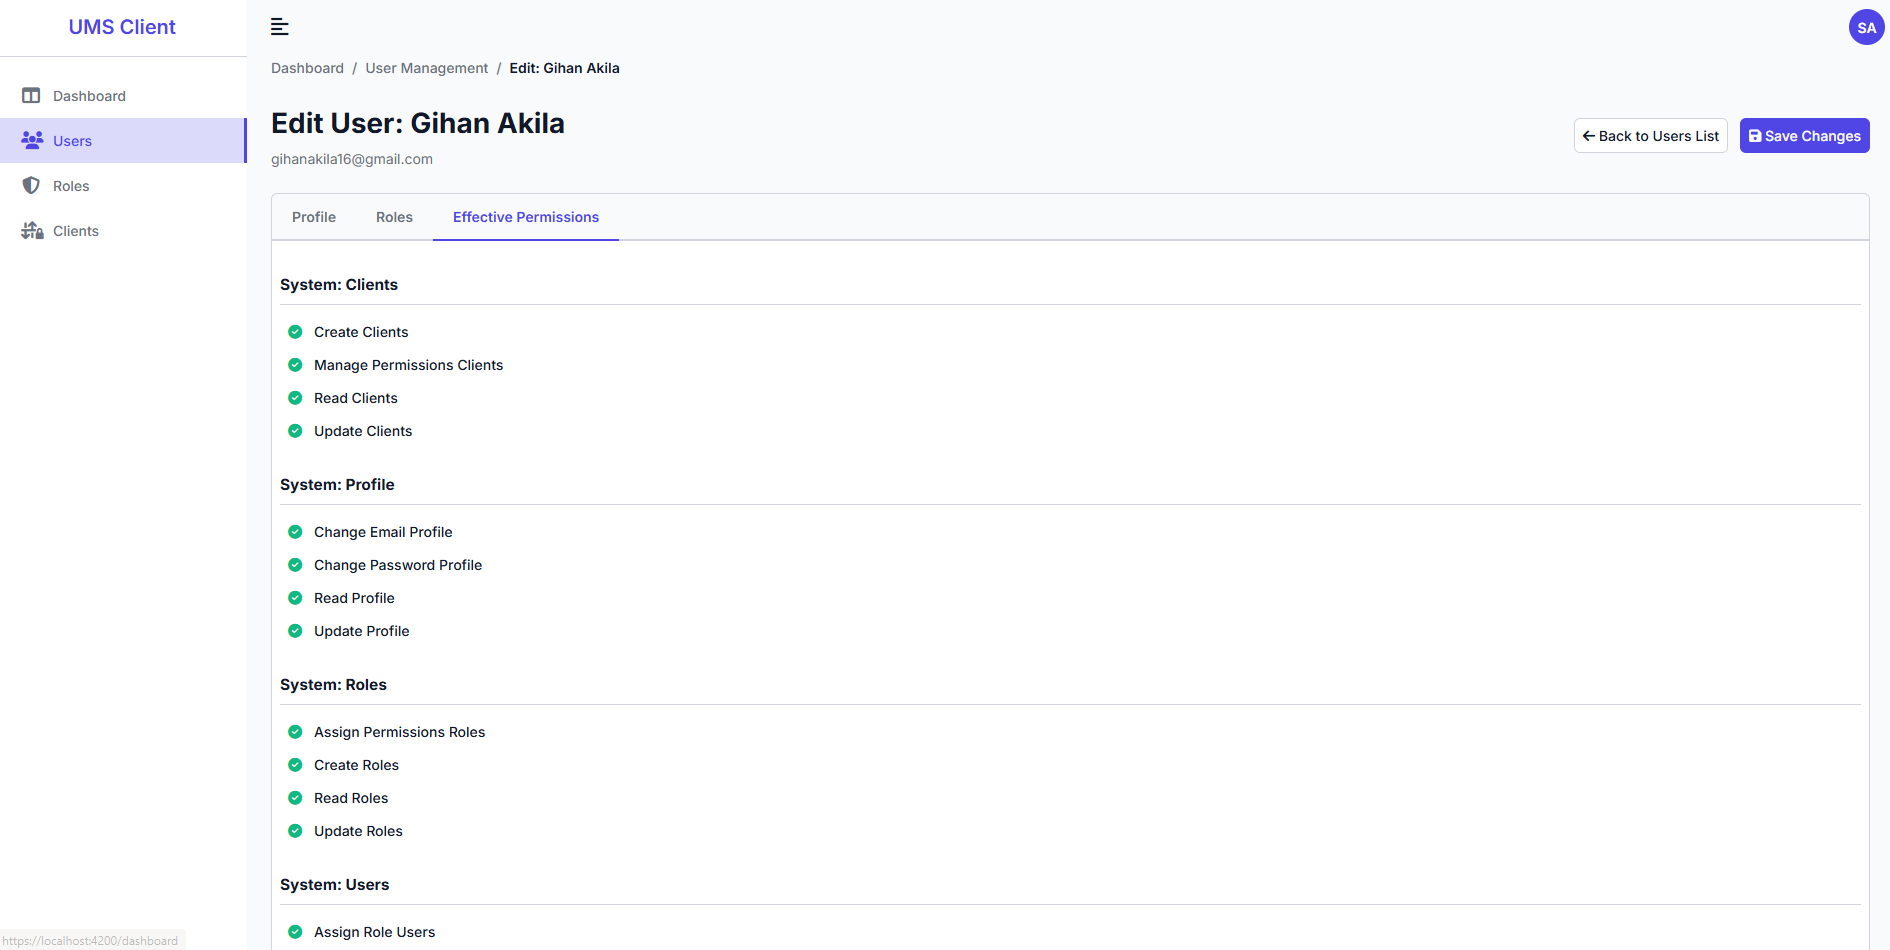 UMS Client
SA
Dashboard / User Management / Edit: Gihan Akila
Dashboard
Users
Roles
Clients
Edit User: Gihan Akila
gihanakila16@gmail.com
Back to Users List
Save Changes
Profile Roles Effective Permissions
System: Clients
Create Clients
Manage Permissions Clients
Read Clients
Update Clients
System: Profile
Change Email Profile
Change Password Profile
Read Profile
Update Profile
System: Roles
Assign Permissions Roles
Create Roles
Read Roles
Update Roles
System: Users
Assign Role Users
https://localhost:4200/dashboard